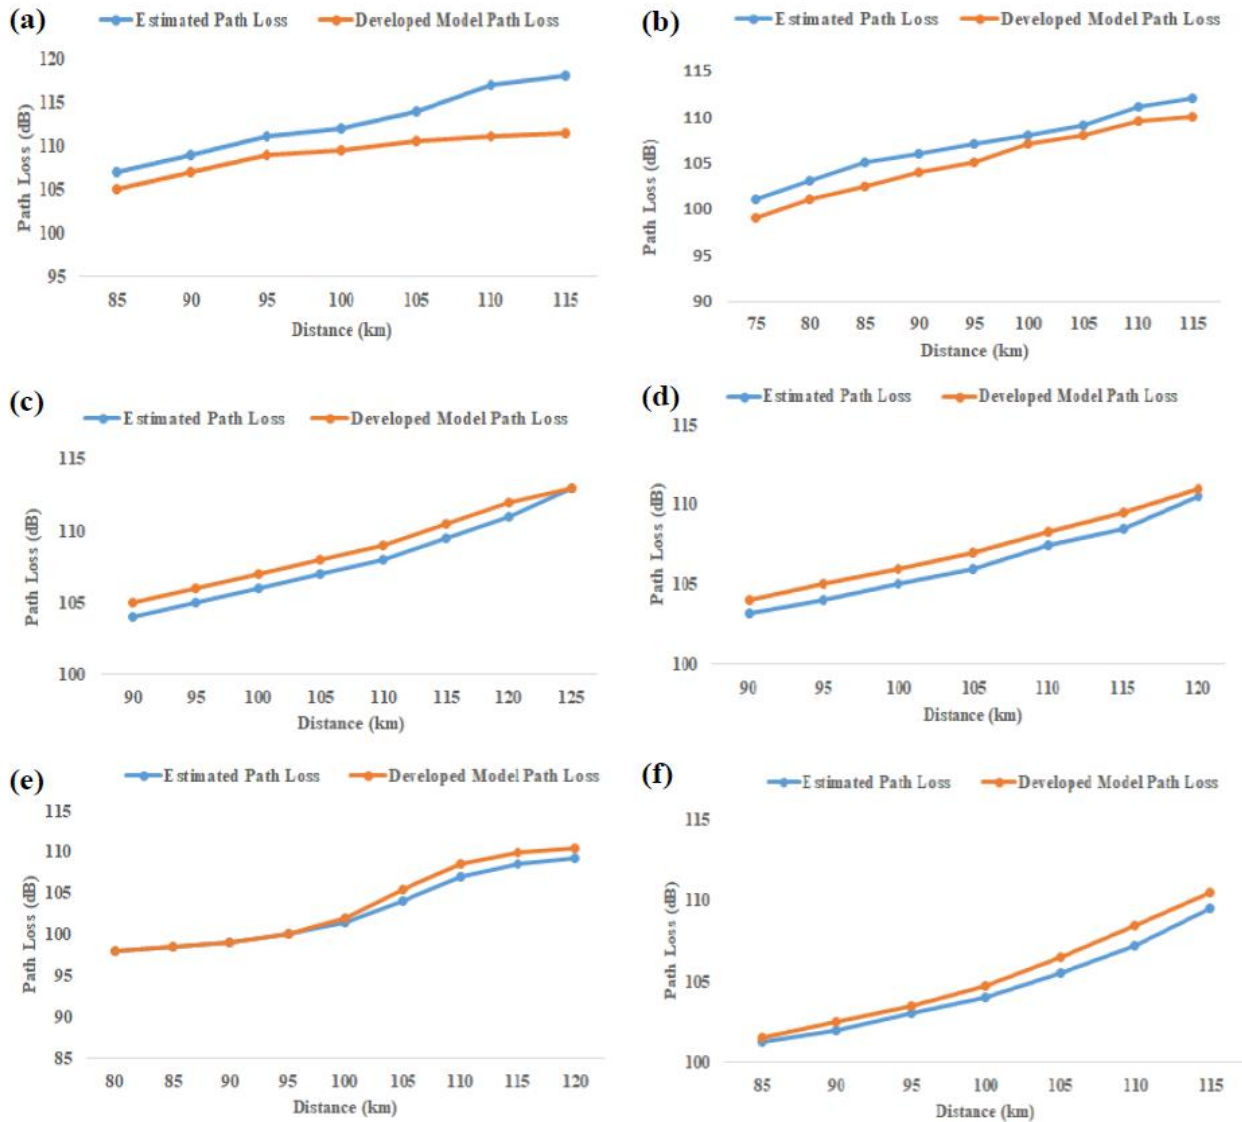 (a)
Estimated Path Loss Developed Model Path Loss
120
115
110
105
100
95
Path Loss (dB)
85 90 95 100 105 110 115
Distance (km)
(b)
Estimated Path Loss Developed Model Path Loss
115
110
105
100
95
90
Path Loss (dB)
75 80 85 90 95 100 105 110 115
Distance (km)
(c)
Estimated Path Loss Developed Model Path Loss
115
110
105
100
Path Loss (dB)
90 95 100 105 110 115 120 125
Distance (km)
(d)
Estimated Path Loss Developed Model Path Loss
115
110
105
100
Path Loss (dB)
90 95 100 105 110 115 120
Distance (km)
(e)
Estimated Path Loss Developed Model Path Loss
115
110
105
100
95
90
85
Path Loss (dB)
80 85 90 95 100 105 110 115 120
Distance (km)
(f)
Estimated Path Loss Developed Model Path Loss
115
110
105
100
Path Loss (dB)
85 90 95 100 105 110 115
Distance (km)